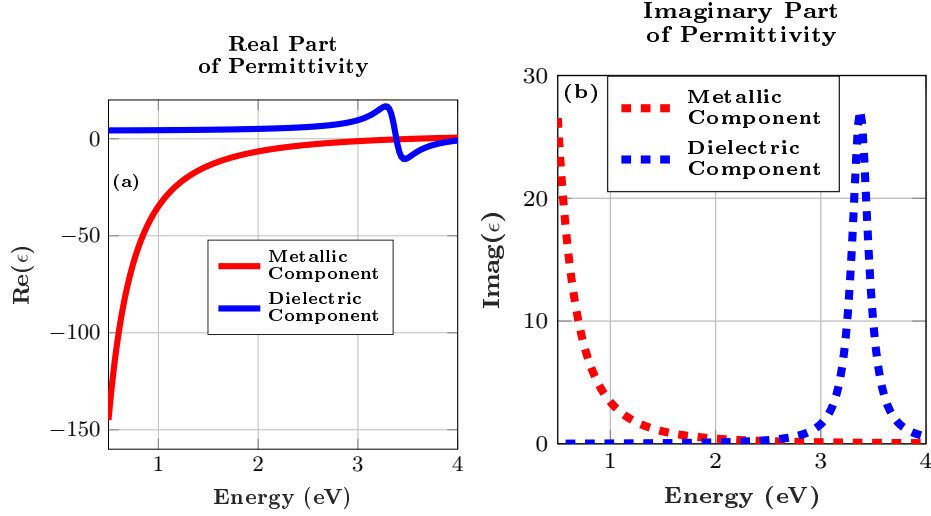 Real Part
of Permittivity
0
−50
−100
−150
1
2
3
4
(a)
Metallic
Component
Dielectric
Component
Re(ϵ)
Energy (eV)
Imaginary Part
of Permittivity
30
20
10
0
1
2
3
4
(b)
Metallic
Component
Dielectric
Component
Imag(ϵ)
Energy (eV)